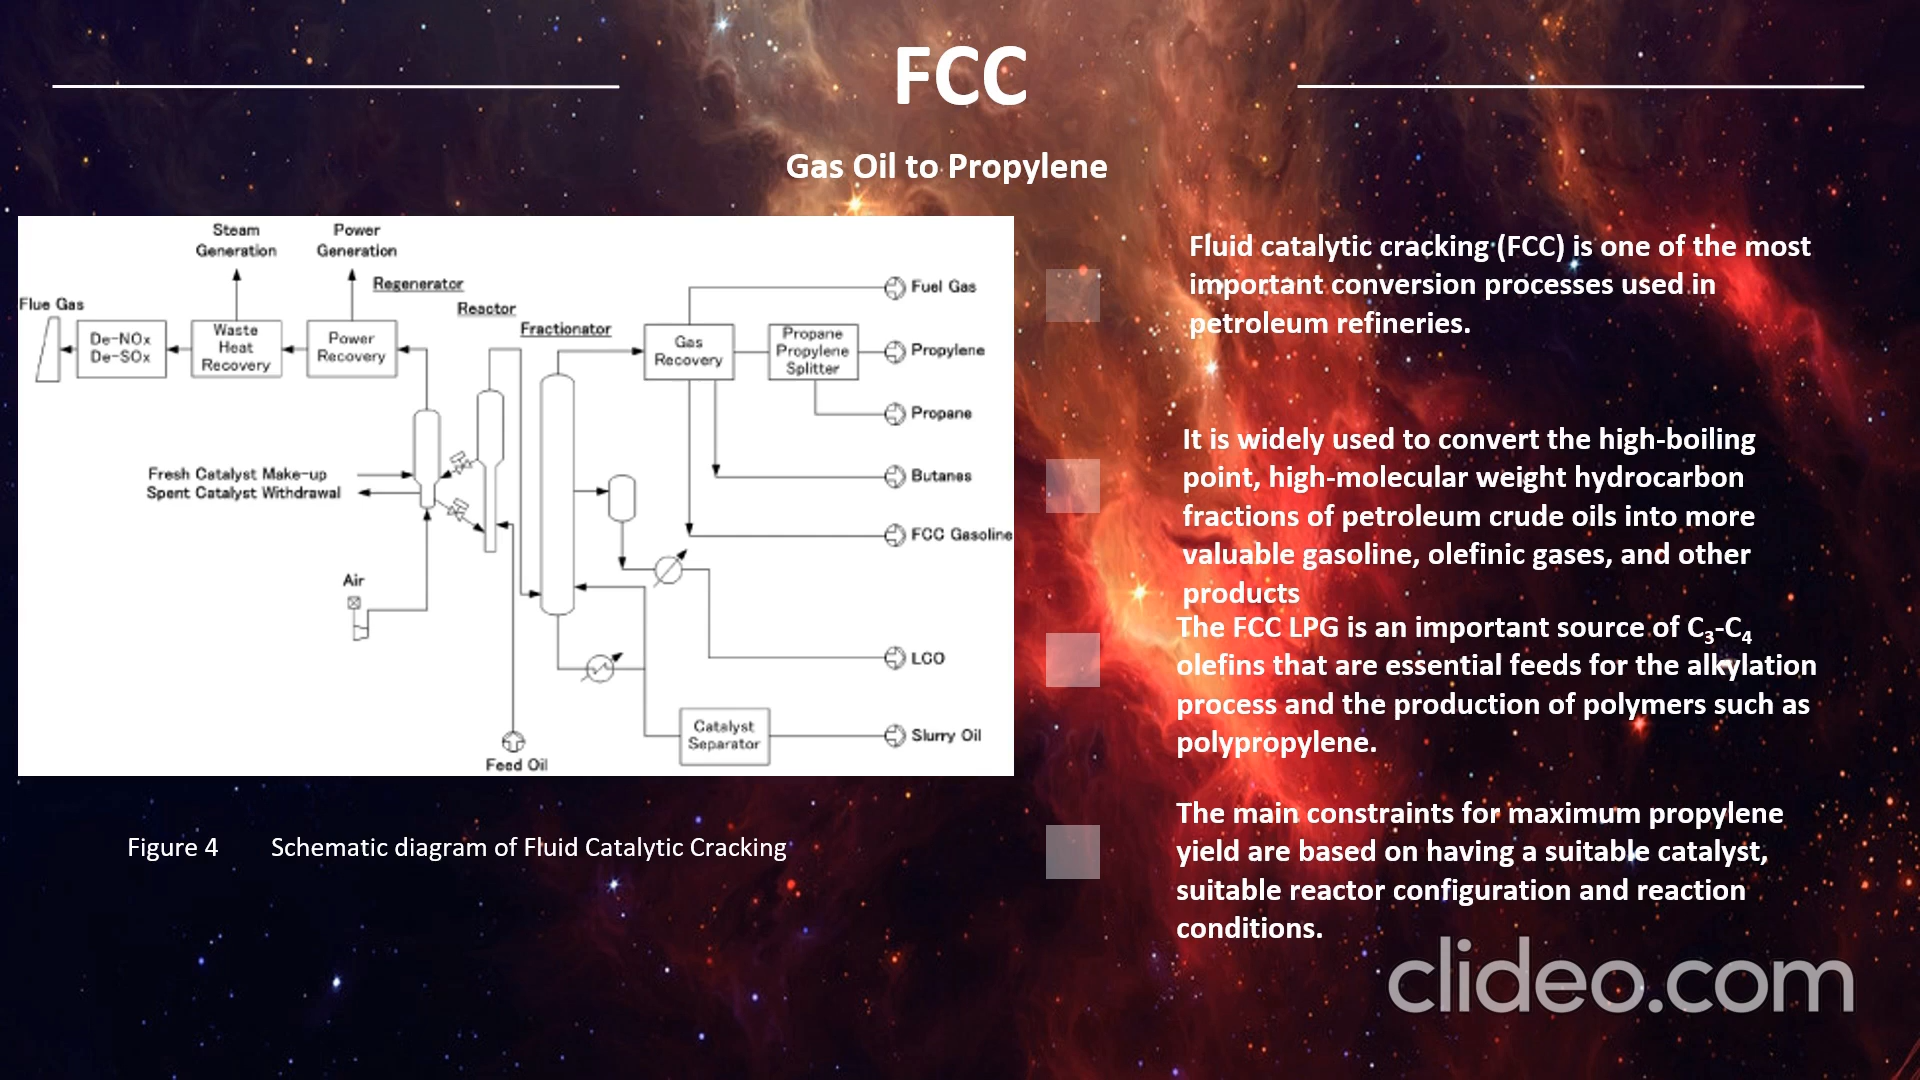 FCC
Gas Oil to Propylene
Steam
Generation
Power
Generation
Regenerator
Reactor
Fractionator
Flue Gas
De-NOx
De-SOx
Waste
Heat
Recovery
Power
Recovery
Gas
Recovery
Propane
Propylene
Splitter
Fuel Gas
Propylene
Propane
Butanes
FCC Gasoline
Fresh Catalyst Make-up
Spent Catalyst Withdrawal
Air
LCO
Catalyst
Separator
Slurry Oil
Feed Oil
Figure 4 Schematic diagram of Fluid Catalytic Cracking
Fluid catalytic cracking (FCC) is one of the most
important conversion processes used in
petroleum refineries.
It is widely used to convert the high-boiling
point, high-molecular weight hydrocarbon
fractions of petroleum crude oils into more
valuable gasoline, olefinic gases, and other
products
The FCC LPG is an important source of C₃-C₄
olefins that are essential feeds for the alkylation
process and the production of polymers such as
polypropylene.
The main constraints for maximum propylene
yield are based on having a suitable catalyst,
suitable reactor configuration and reaction
conditions.
clideo.com